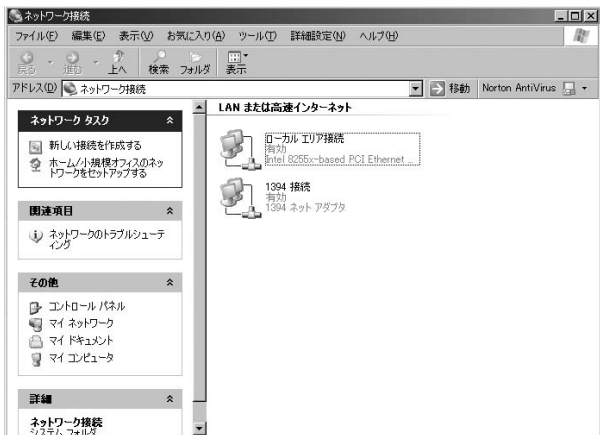 ネットワーク接続
ファイル(F) 編集(E) 表示(V) お気に入り(A) ツール(T) 詳細設定(N) ヘルプ(H)
戻る 進む 上へ 検索 フォルダ 表示
アドレス(D) ネットワーク接続 移動 Norton AntiVirus
ネットワーク タスク
新しい接続を作成する
ホーム/小規模オフィスのネッ
トワークをセットアップする
関連項目
ネットワークのトラブルシューテ
ィング
その他
コントロール パネル
マイ ネットワーク
マイ ドキュメント
マイ コンピュータ
詳細
ネットワーク接続
システム フォルダ
LAN または高速インターネット
ローカル エリア接続
有効
Intel 8255x-based PCI Ethernet ...
1394 接続
有効
1394 ネット アダプタ